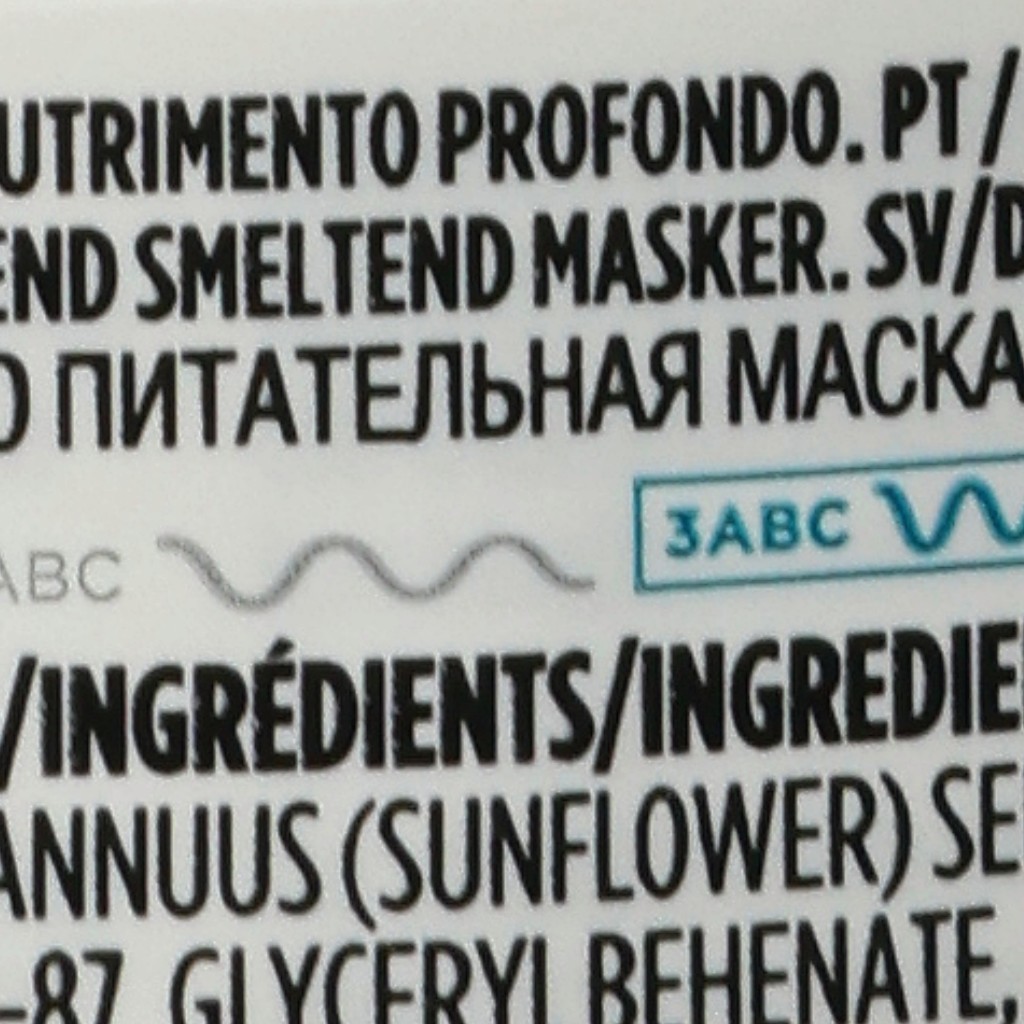 UTRIMENTO PROFONDO. PT/
END SMELTEND MASKER. SV/D
О ПИТАТЕЛЬНАЯ МАСКА
ABC 3ABC
/INGRÉDIENTS/INGREDIE
ANNUUS (SUNFLOWER) SE
-87, GLYCERYL BEHENATE,